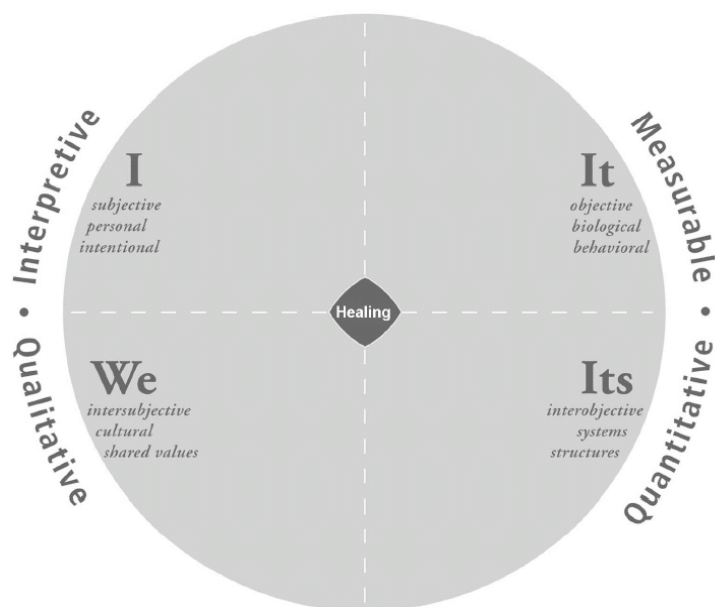 Qualitative • Interpretive
Measurable • Quantitative
I
subjective
personal
intentional
It
objective
biological
behavioral
Healing
We
intersubjective
cultural
shared values
Its
interobjective
systems
structures